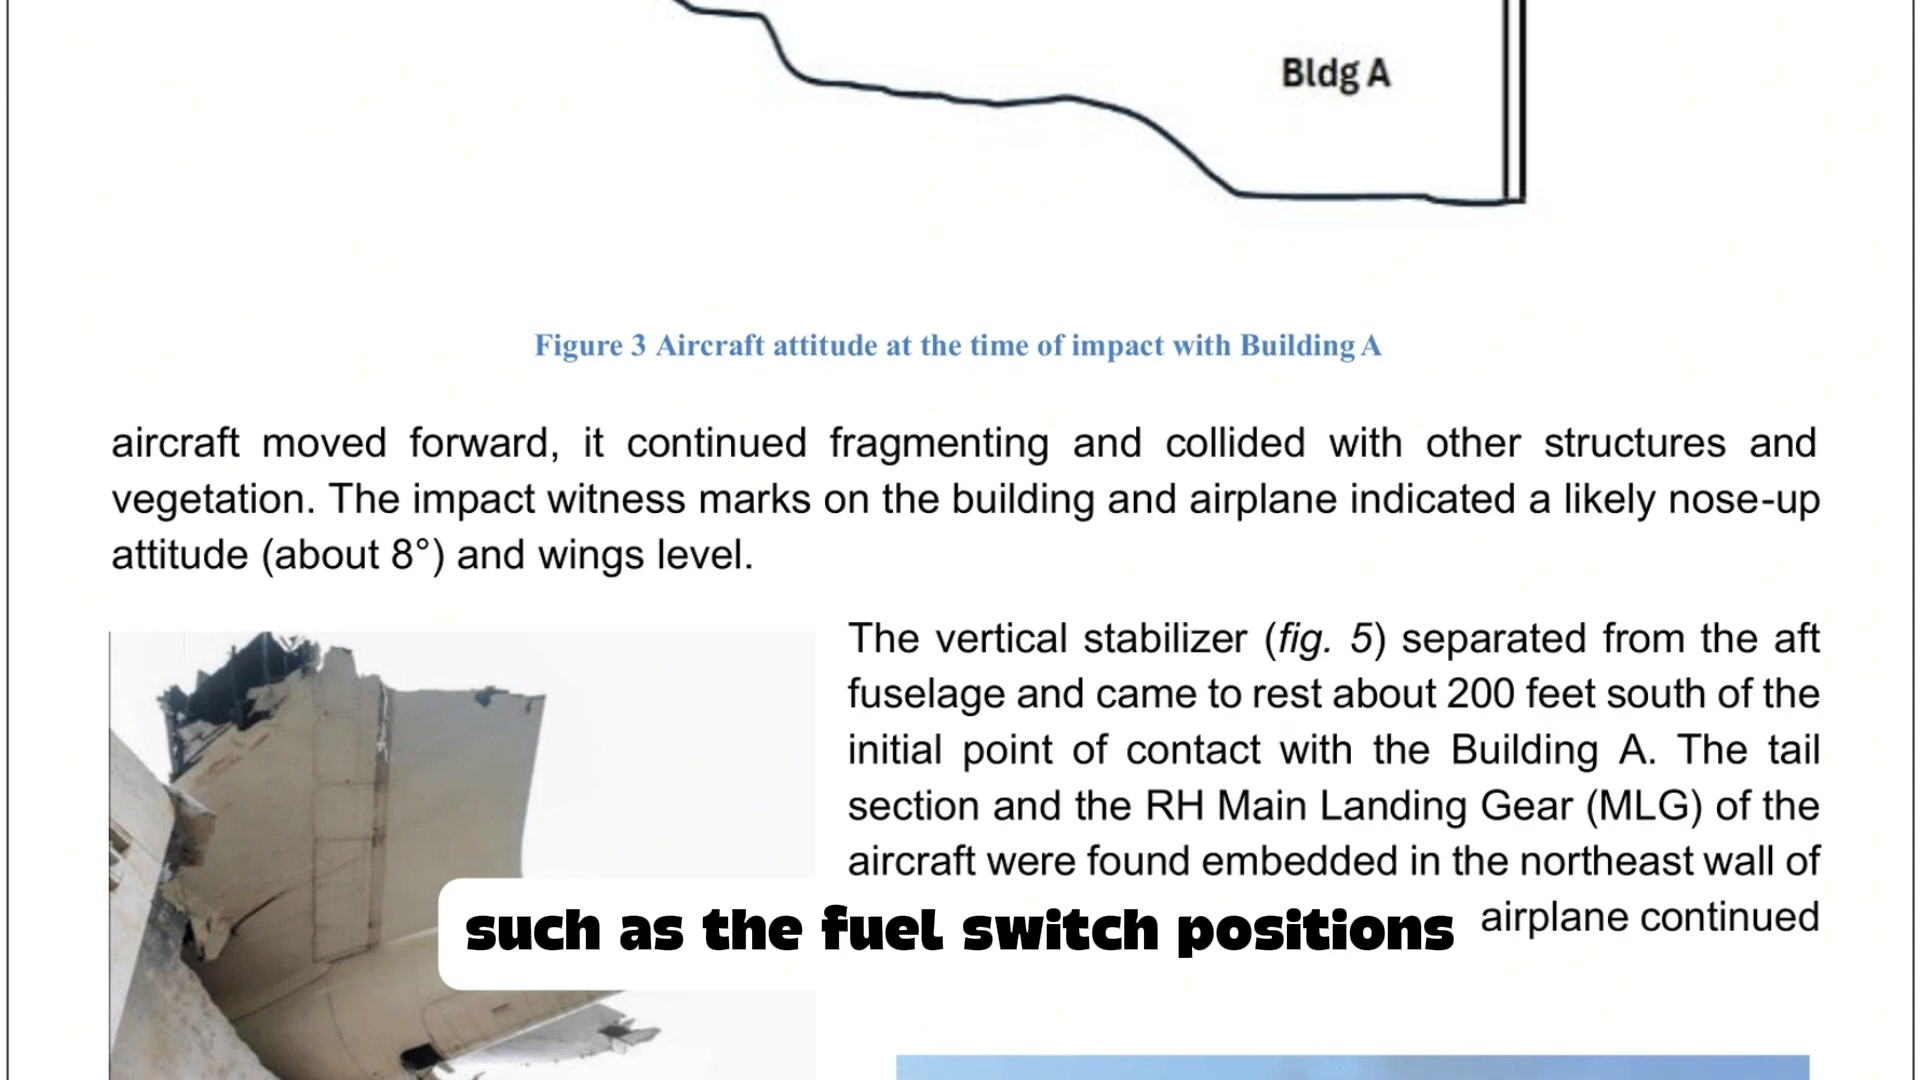 Bldg A
Figure 3 Aircraft attitude at the time of impact with Building A
aircraft moved forward, it continued fragmenting and collided with other structures and
vegetation. The impact witness marks on the building and airplane indicated a likely nose-up
attitude (about 8°) and wings level.
The vertical stabilizer (fig. 5) separated from the aft
fuselage and came to rest about 200 feet south of the
initial point of contact with the Building A. The tail
section and the RH Main Landing Gear (MLG) of the
aircraft were found embedded in the northeast wall of
airplane continued
such as the fuel switch positions